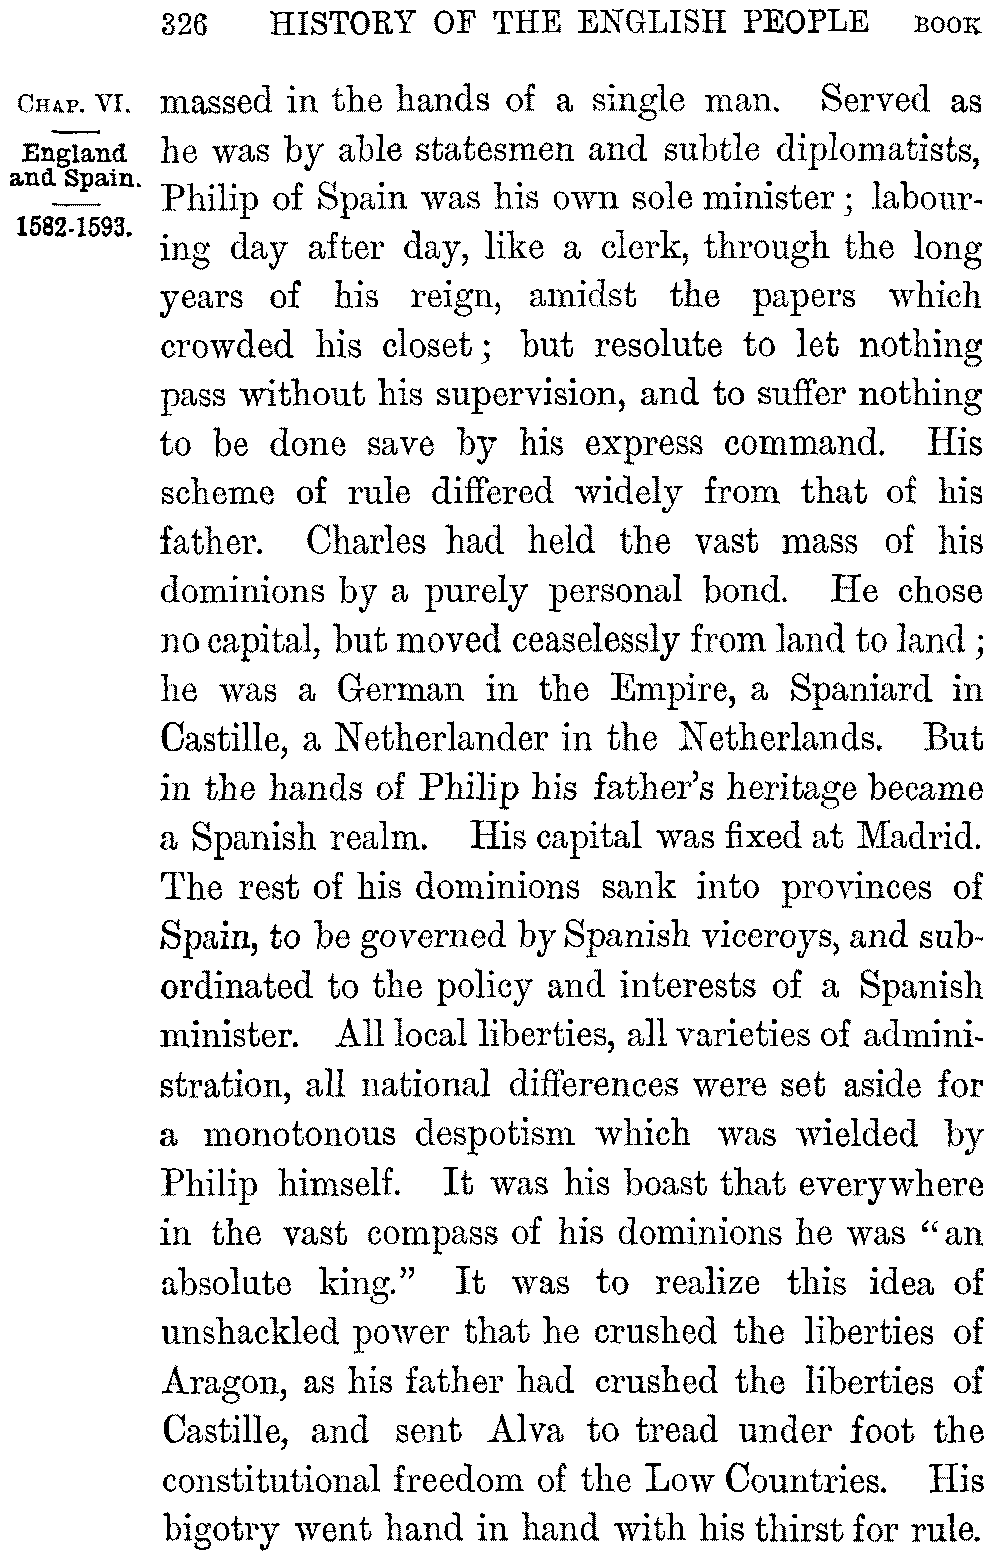 326 HISTORY OF THE ENGLISH PEOPLE BOOK
CHAP. VI.
England
and Spain.
1582-1593.
massed in the hands of a single man. Served as
he was by able statesmen and subtle diplomatists,
Philip of Spain was his own sole minister; labour-
ing day after day, like a clerk, through the long
years of his reign, amidst the papers which
crowded his closet; but resolute to let nothing
pass without his supervision, and to suffer nothing
to be done save by his express command. His
scheme of rule differed widely from that of his
father. Charles had held the vast mass of his
dominions by a purely personal bond. He chose
no capital, but moved ceaselessly from land to land;
he was a German in the Empire, a Spaniard in
Castille, a Netherlander in the Netherlands. But
in the hands of Philip his father's heritage became
a Spanish realm. His capital was fixed at Madrid.
The rest of his dominions sank into provinces of
Spain, to be governed by Spanish viceroys, and sub-
ordinated to the policy and interests of a Spanish
minister. All local liberties, all varieties of admini-
stration, all national differences were set aside for
a monotonous despotism which was wielded by
Philip himself. It was his boast that everywhere
in the vast compass of his dominions he was "an
absolute king." It was to realize this idea of
unshackled power that he crushed the liberties of
Aragon, as his father had crushed the liberties of
Castille, and sent Alva to tread under foot the
constitutional freedom of the Low Countries. His
bigotry went hand in hand with his thirst for rule.